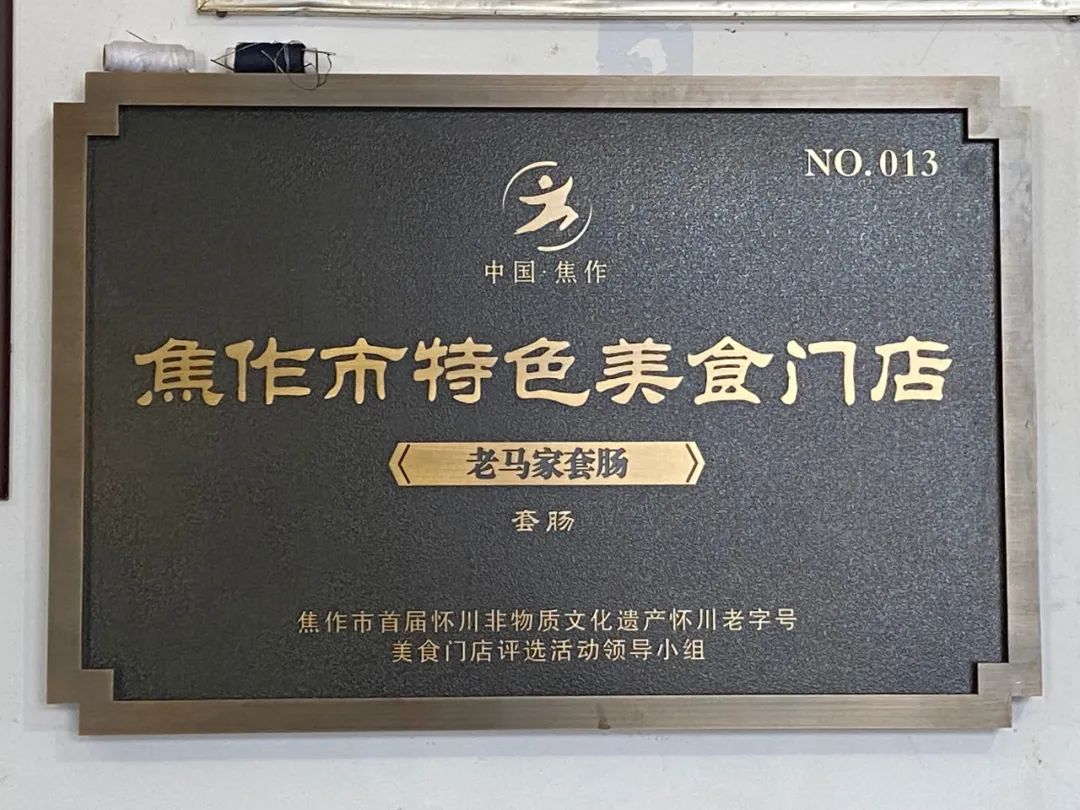 NO.013
中国·焦作
焦作市特色美食门店
老马家套肠
套肠
焦作市首届怀川非物质文化遗产怀川老字号
美食门店评选活动领导小组